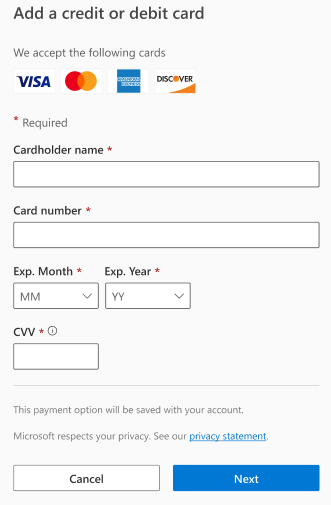 Add a credit or debit card
We accept the following cards
VISA MasterCard AMERICAN EXPRESS DISCOVER
* Required
Cardholder name *
Card number *
Exp. Month * Exp. Year *
MM YY
CVV *
This payment option will be saved with your account.
Microsoft respects your privacy. See our privacy statement.
Cancel Next